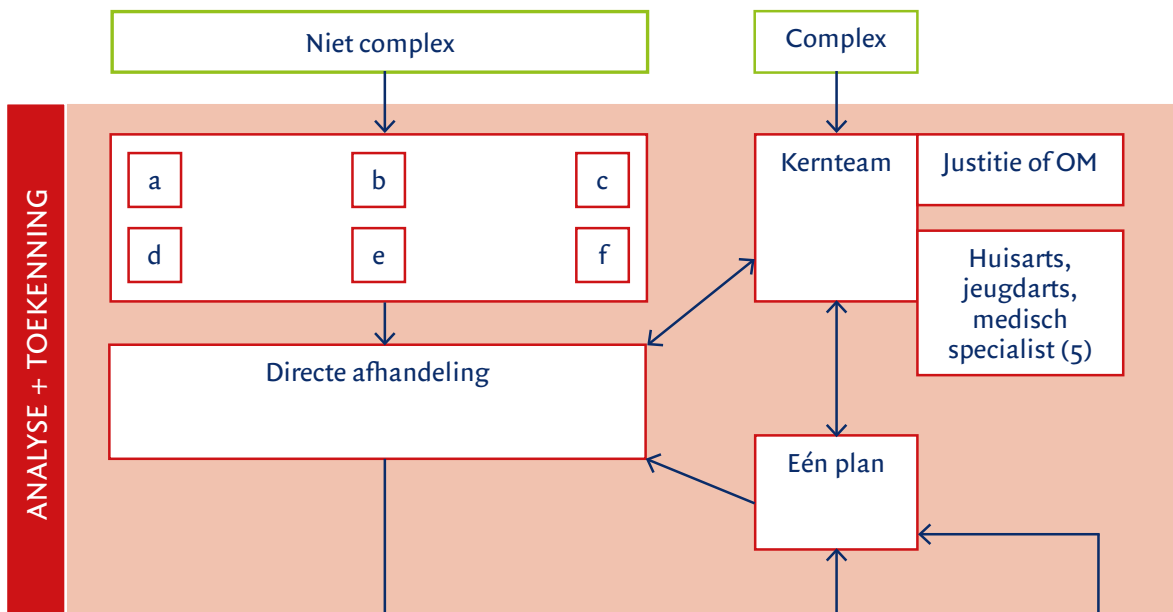 Niet complex
Complex
ANALYSE + TOEKENNING
a
b
c
d
e
f
Kernteam
Justitie of OM
Huisarts,
jeugdarts,
medisch
specialist (5)
Directe afhandeling
Eén plan